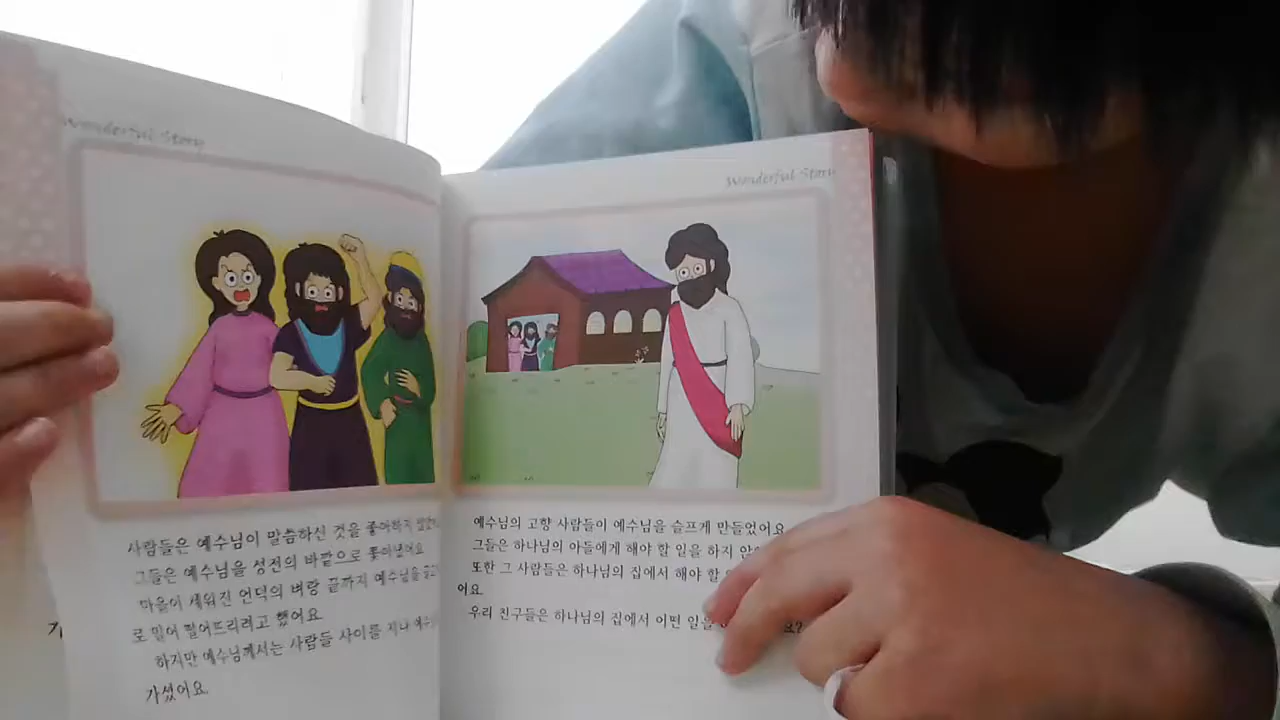 Wonderful Story
사람들은 예수님이 말씀하신 것을 좋아하지
그들은 예수님을 성전의 바깥으로 쫓아냈어요
마을이 세워진 언덕의 벼랑 끝까지 예수님을
로 밀어 떨어뜨리려고 했어요.
하지만 예수님께서는 사람들 사이를 지나
가셨어요.
Wonderful Story
예수님의 고향 사람들이 예수님을 슬프게 만들었어요
그들은 하나님의 아들에게 해야 할 일을 하지
또한 그 사람들은 하나님의 집에서 해야 할
어요.
우리 친구들은 하나님의 집에서 어떤 일을